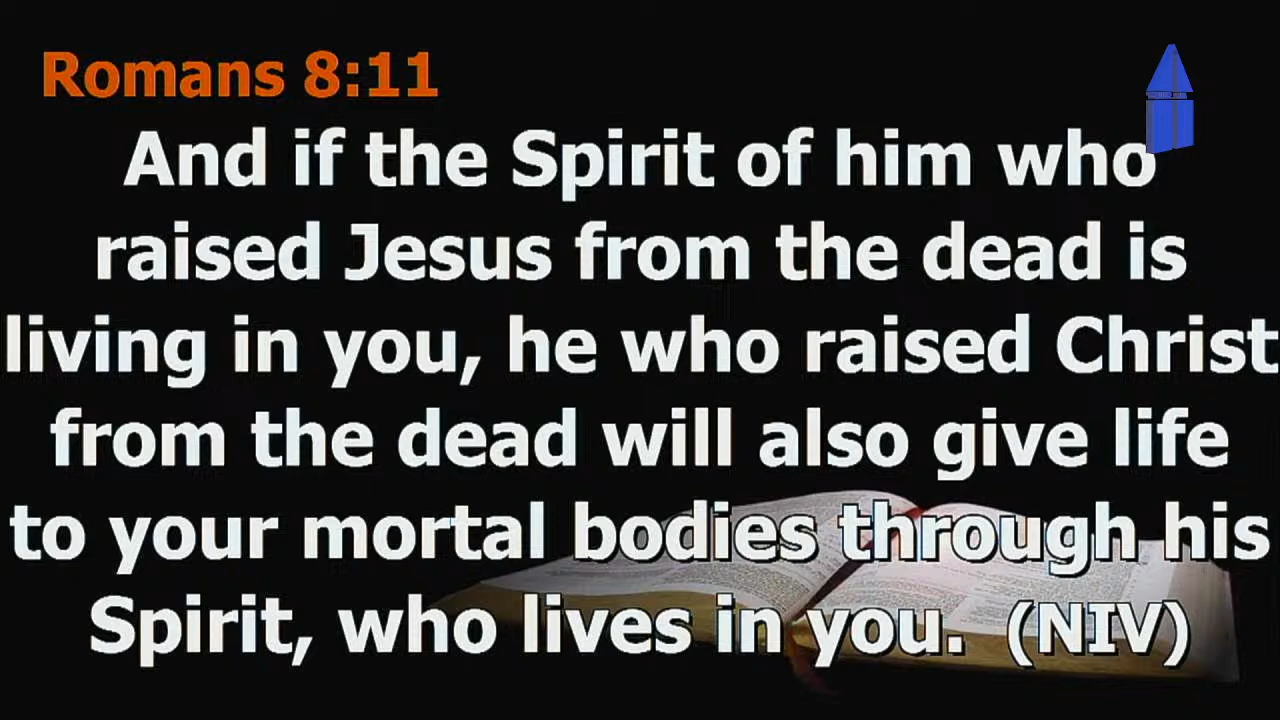 Romans 8:11
And if the Spirit of him who
raised Jesus from the dead is
living in you, he who raised Christ
from the dead will also give life
to your mortal bodies through his
Spirit, who lives in you. (NIV)